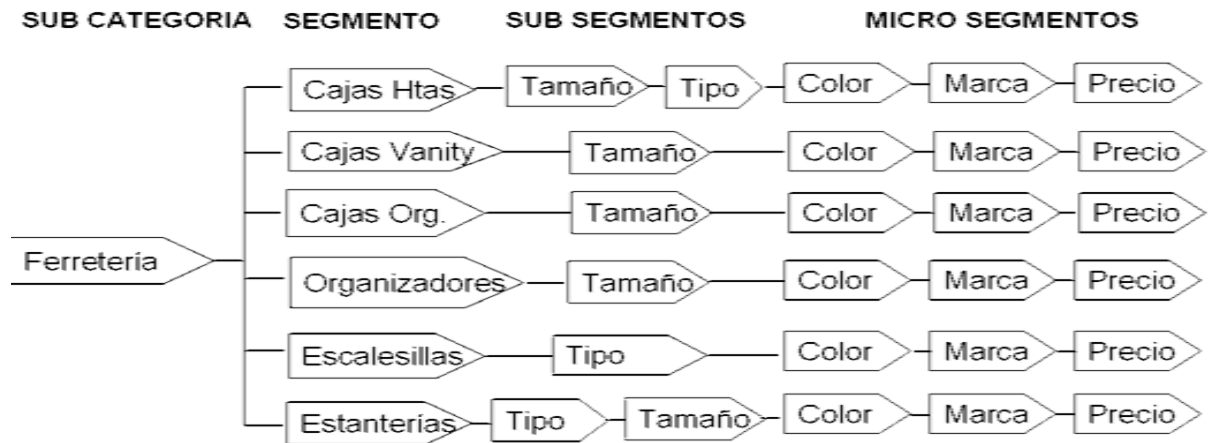 SUB CATEGORIA SEGMENTO SUB SEGMENTOS MICRO SEGMENTOS
Cajas Htas Tamaño Tipo Color Marca Precio
Cajas Vanity Tamaño Color Marca Precio
Cajas Org. Tamaño Color Marca Precio
Ferretería
Organizadores Tamaño Color Marca Precio
Escalesillas Tipo Color Marca Precio
Estanterías Tipo Tamaño Color Marca Precio